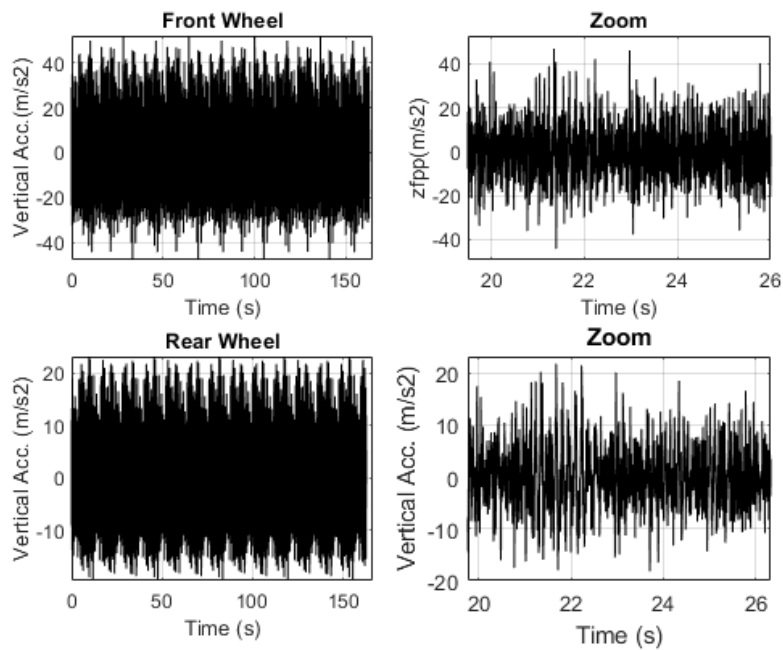 Front Wheel
Vertical Acc.(m/s2)
40
20
0
-20
-40
0 50 100 150
Time (s)
Zoom
zfpp(m/s2)
40
20
0
-20
-40
20 22 24 26
Time (s)
Rear Wheel
Vertical Acc. (m/s2)
20
10
0
-10
0 50 100 150
Time (s)
Zoom
Vertical Acc. (m/s2)
20
10
0
-10
-20
20 22 24 26
Time (s)